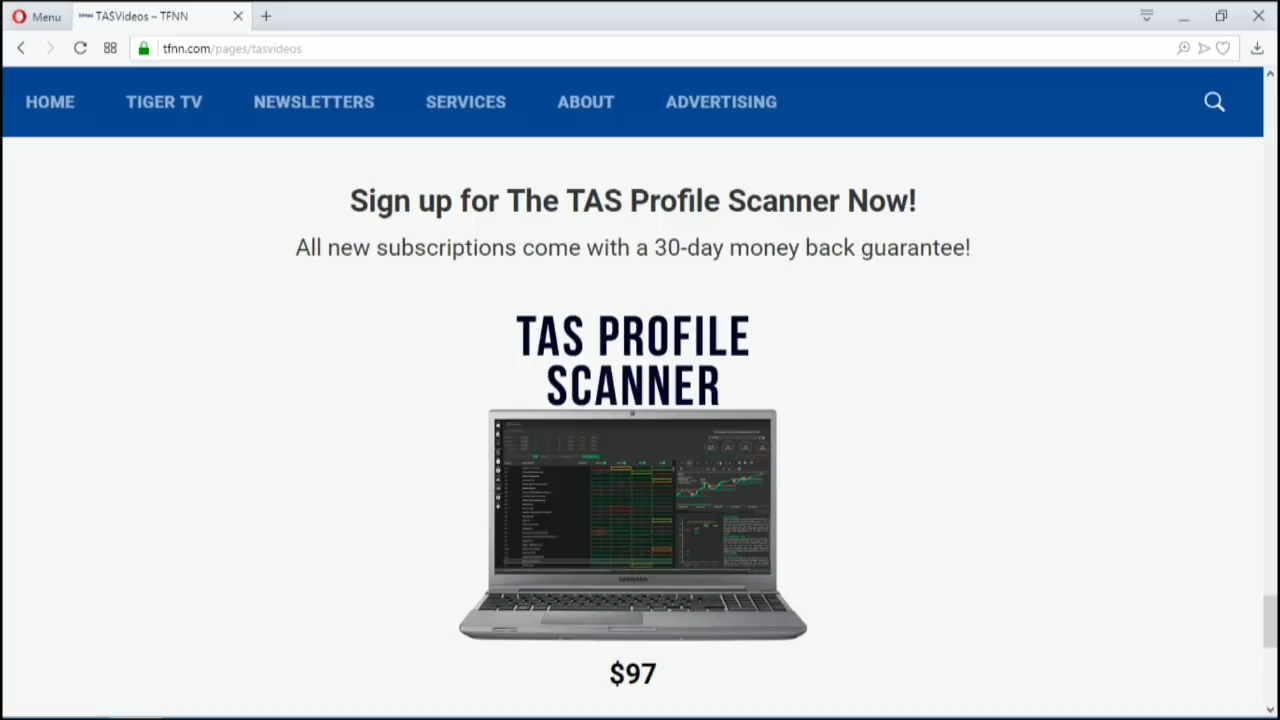 Menu
TFNN TASVideos – TFNN
tfnn.com/pages/tasvideos
HOME TIGER TV NEWSLETTERS SERVICES ABOUT ADVERTISING
Sign up for The TAS Profile Scanner Now!
All new subscriptions come with a 30-day money back guarantee!
TAS PROFILE
SCANNER
SAMSUNG
$97